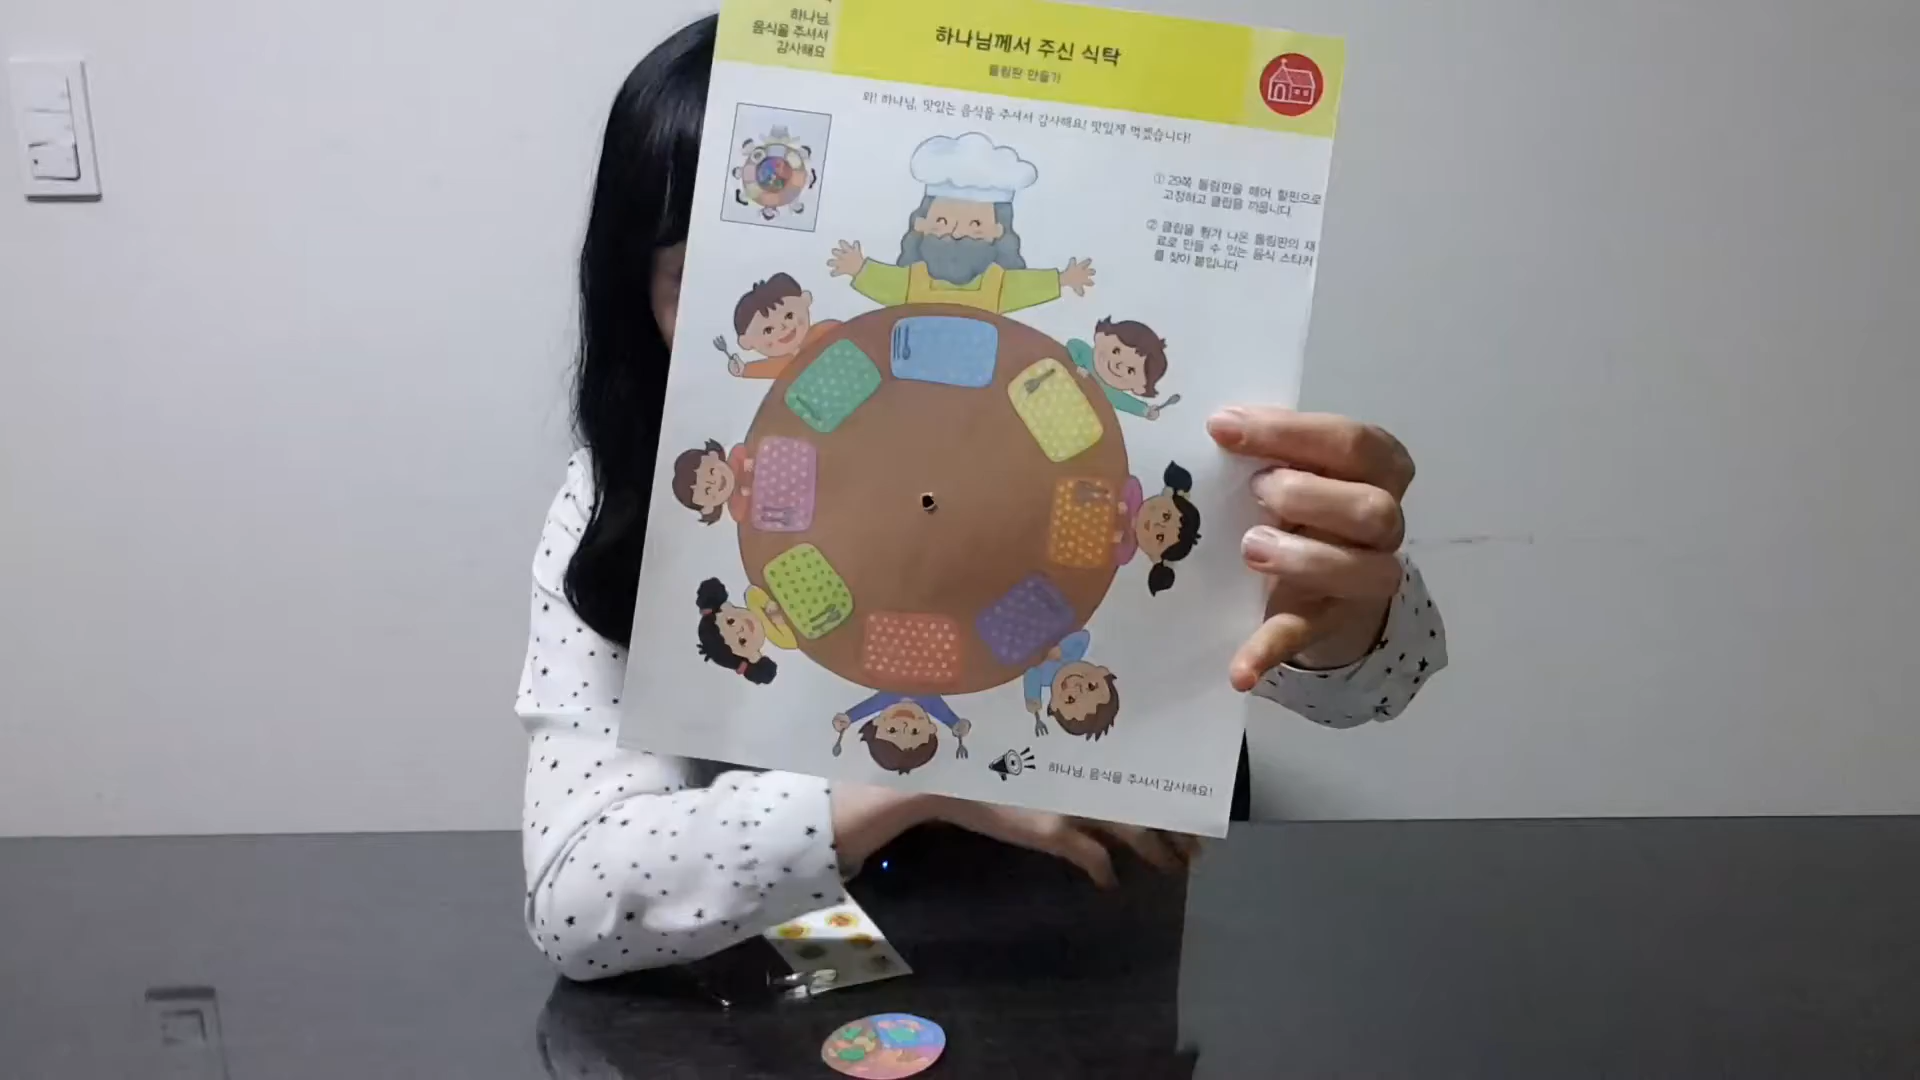 하나님,
음식을 주셔서
감사해요
하나님께서 주신 식탁
돌림판 만들기
와! 하나님, 맛있는 음식을 주셔서 감사해요! 맛있게 먹겠습니다!
① 29쪽 돌림판을 떼어 할핀으로
고정하고 클립을 끼웁니다.
② 클립을 튕겨 나온 돌림판의 재
료로 만들 수 있는 음식 스티커
를 찾아 붙입니다.
하나님, 음식을 주셔서 감사해요!